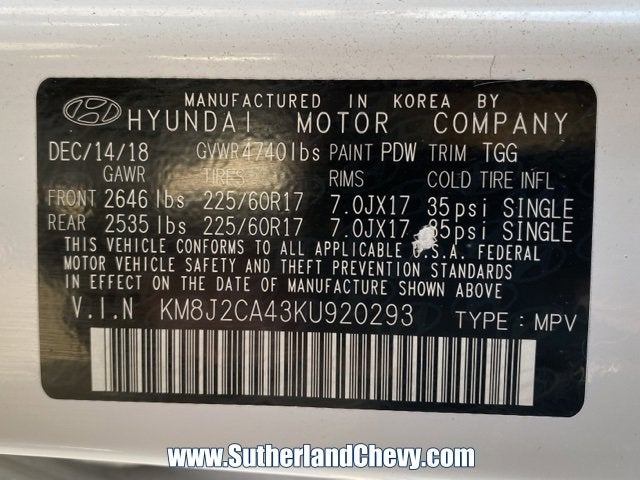 MANUFACTURED IN KOREA BY
HYUNDAI MOTOR COMPANY
DEC/14/18 GVWR 4740lbs PAINT PDW TRIM TGG
GAWR TIRES RIMS COLD TIRE INFL
FRONT 2646 lbs 225/60R17 7.0JX17 35psi SINGLE
REAR 2535 lbs 225/60R17 7.0JX17 35psi SINGLE
THIS VEHICLE CONFORMS TO ALL APPLICABLE U.S.A. FEDERAL
MOTOR VEHICLE SAFETY AND THEFT PREVENTION STANDARDS
IN EFFECT ON THE DATE OF MANUFACTURE SHOWN ABOVE
V.I.N KM8J2CA43KU920293 TYPE : MPV
www.SutherlandChevy.com